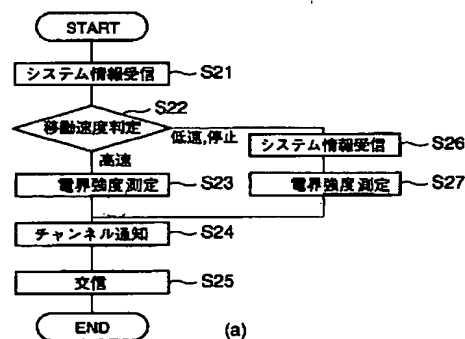 START
システム情報受信 S21
移動速度判定 S22
低速,停止
高速
システム情報受信 S26
電界強度測定 S23
電界強度測定 S27
チャンネル通知 S24
交信 S25
END
(a)